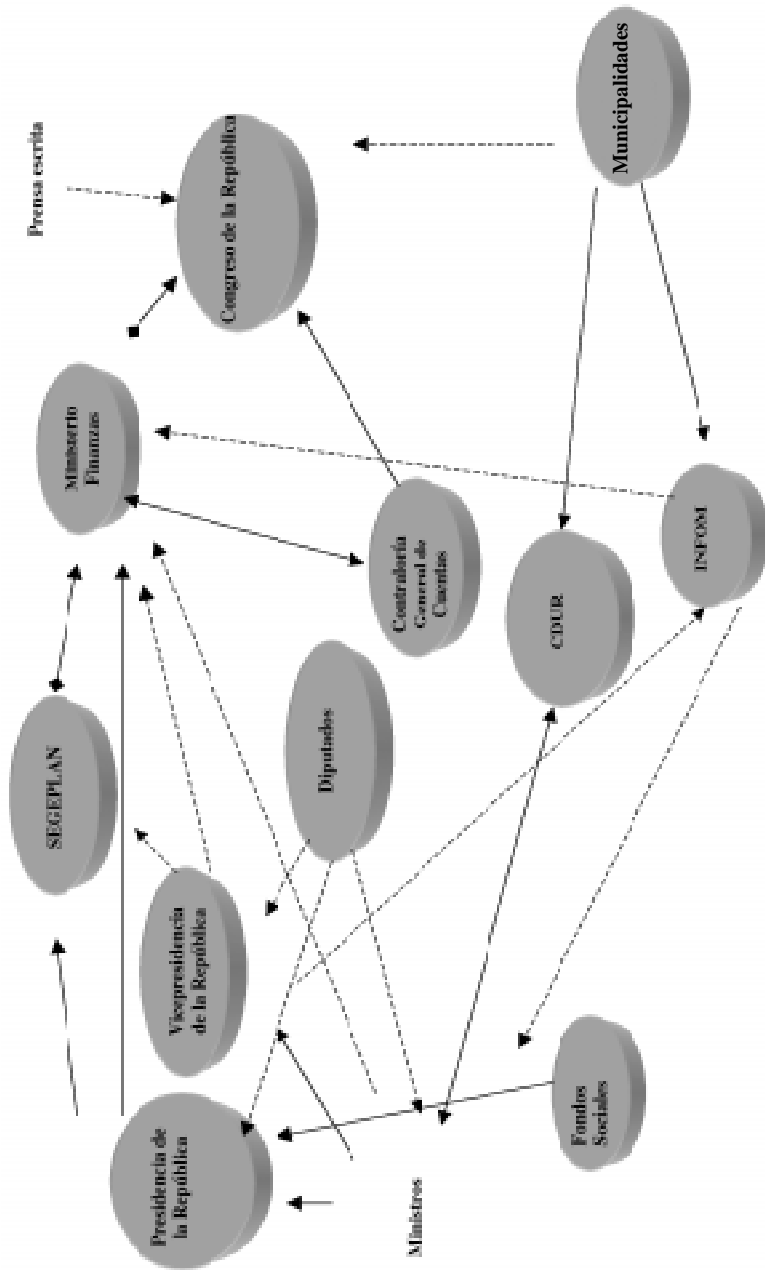 Presidencia de
la República
SEGEPLAN
Ministerio
Finanzas
Prensa escrita
Vicepresidencia
de la República
Congreso de la República
Diputados
Contraloría
General de
Cuentas
Ministros
CDUR
Fondos
Sociales
INFOM
Municipalidades